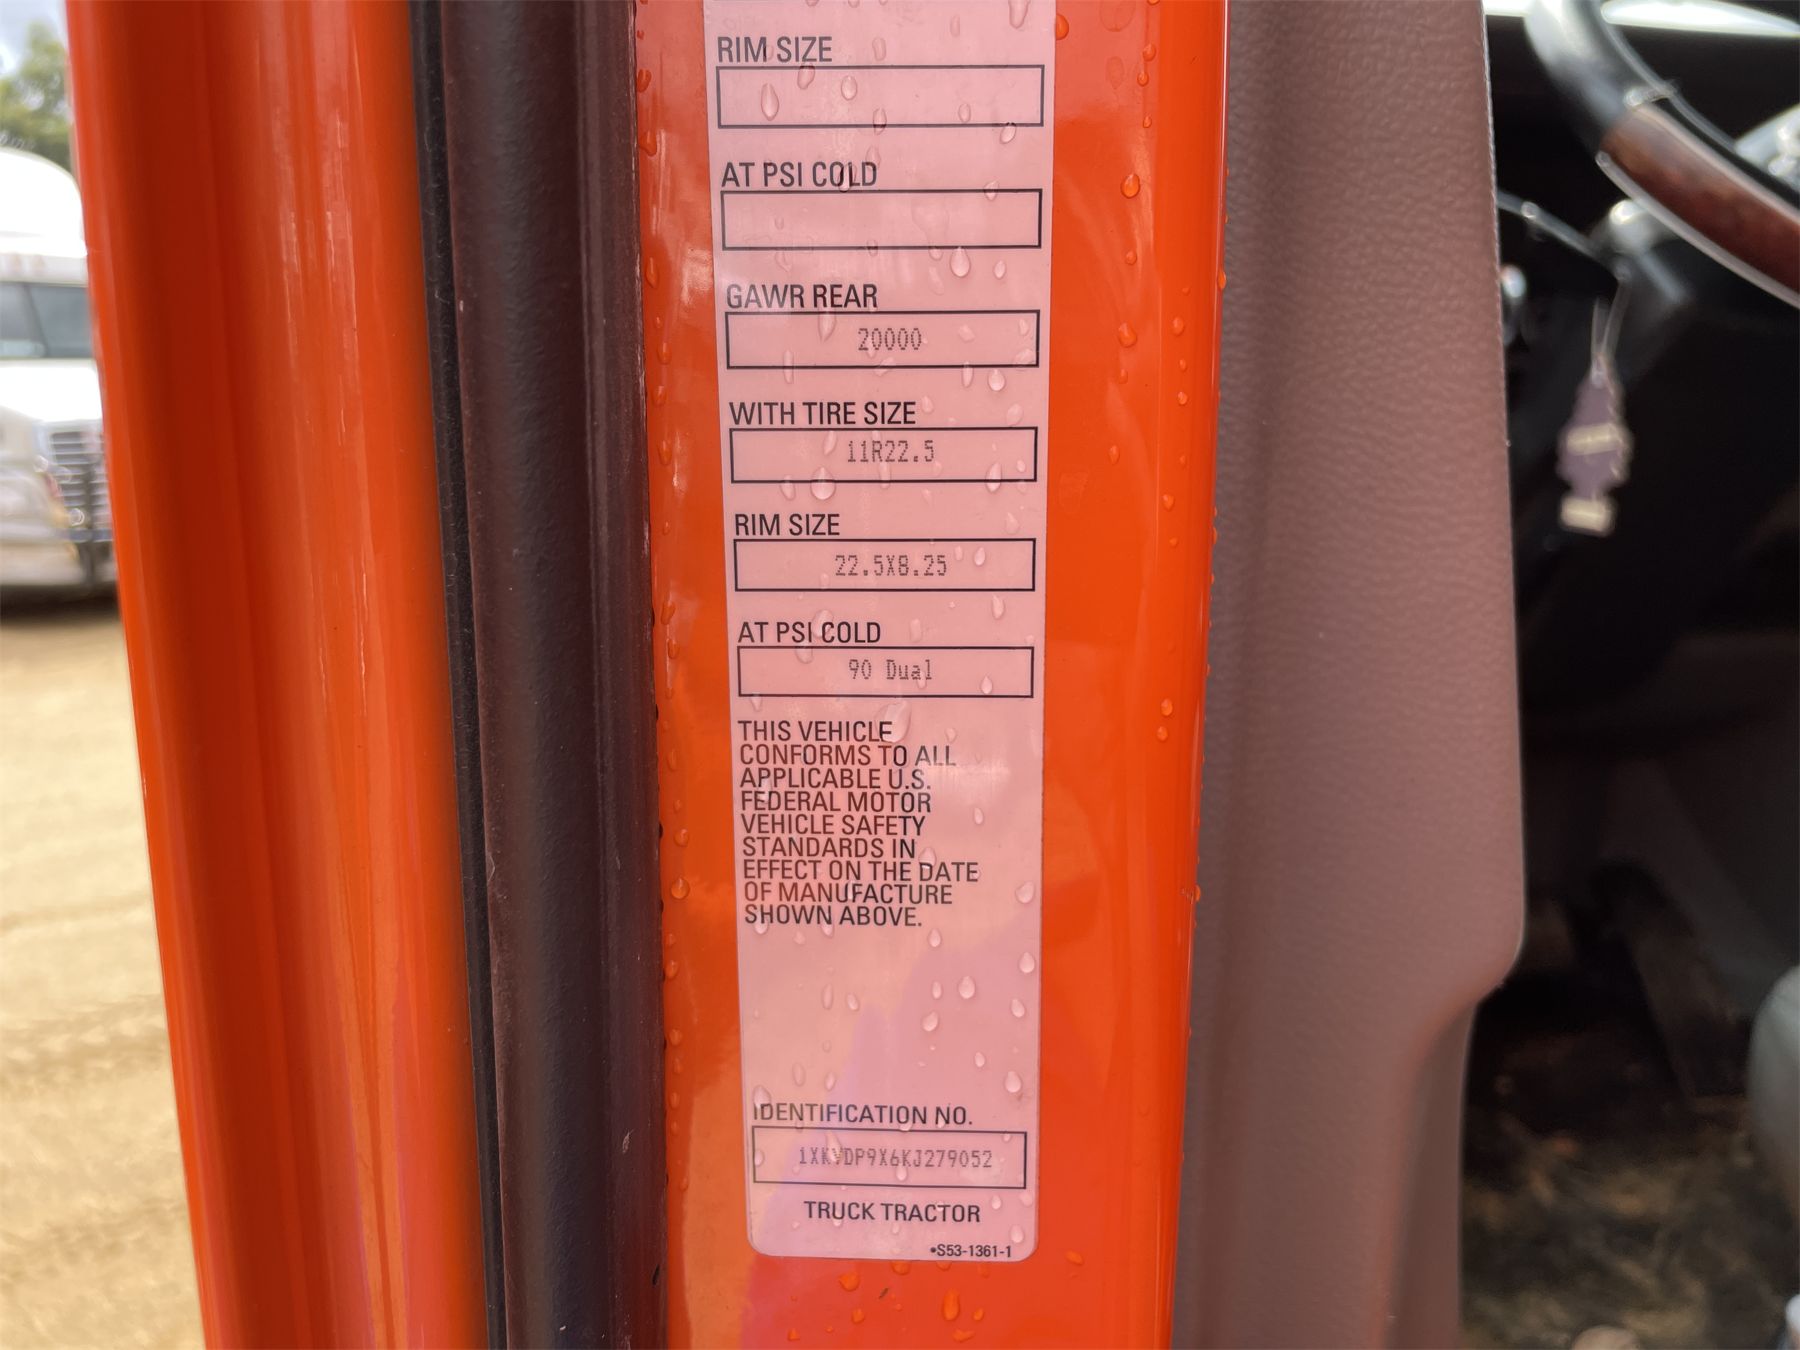 RIM SIZE
AT PSI COLD
GAWR REAR
20000
WITH TIRE SIZE
11R22.5
RIM SIZE
22.5X8.25
AT PSI COLD
90 Dual
THIS VEHICLE
CONFORMS TO ALL
APPLICABLE U.S.
FEDERAL MOTOR
VEHICLE SAFETY
STANDARDS IN
EFFECT ON THE DATE
OF MANUFACTURE
SHOWN ABOVE.
IDENTIFICATION NO.
TRUCK TRACTOR
•S53-1361-1